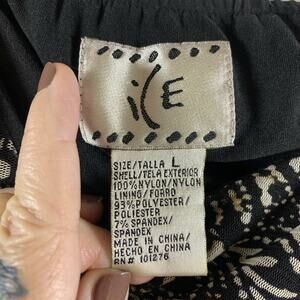 iCE
SIZE/TALLA L
SHELL/TELA EXTERIOR
100%NYLON/NYLON
LINING/FORRO
93%POLYESTER/
POLIESTER
7% SPANDEX/
SPANDEX
MADE IN CHINA/
HECHO EN CHINA
RN# 101276